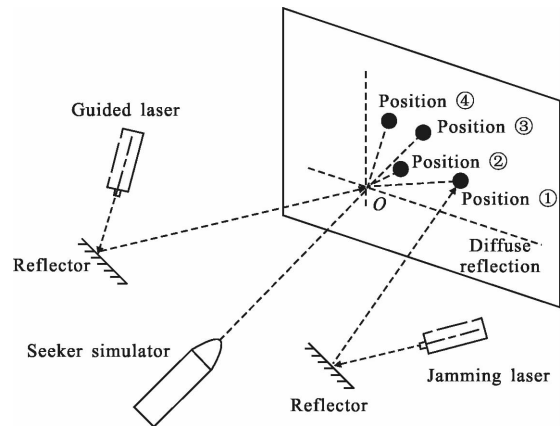 Guided laser
Position ④
Position ③
Position ②
Position ①
O
Diffuse
reflection
Reflector
Seeker simulator
Jamming laser
Reflector